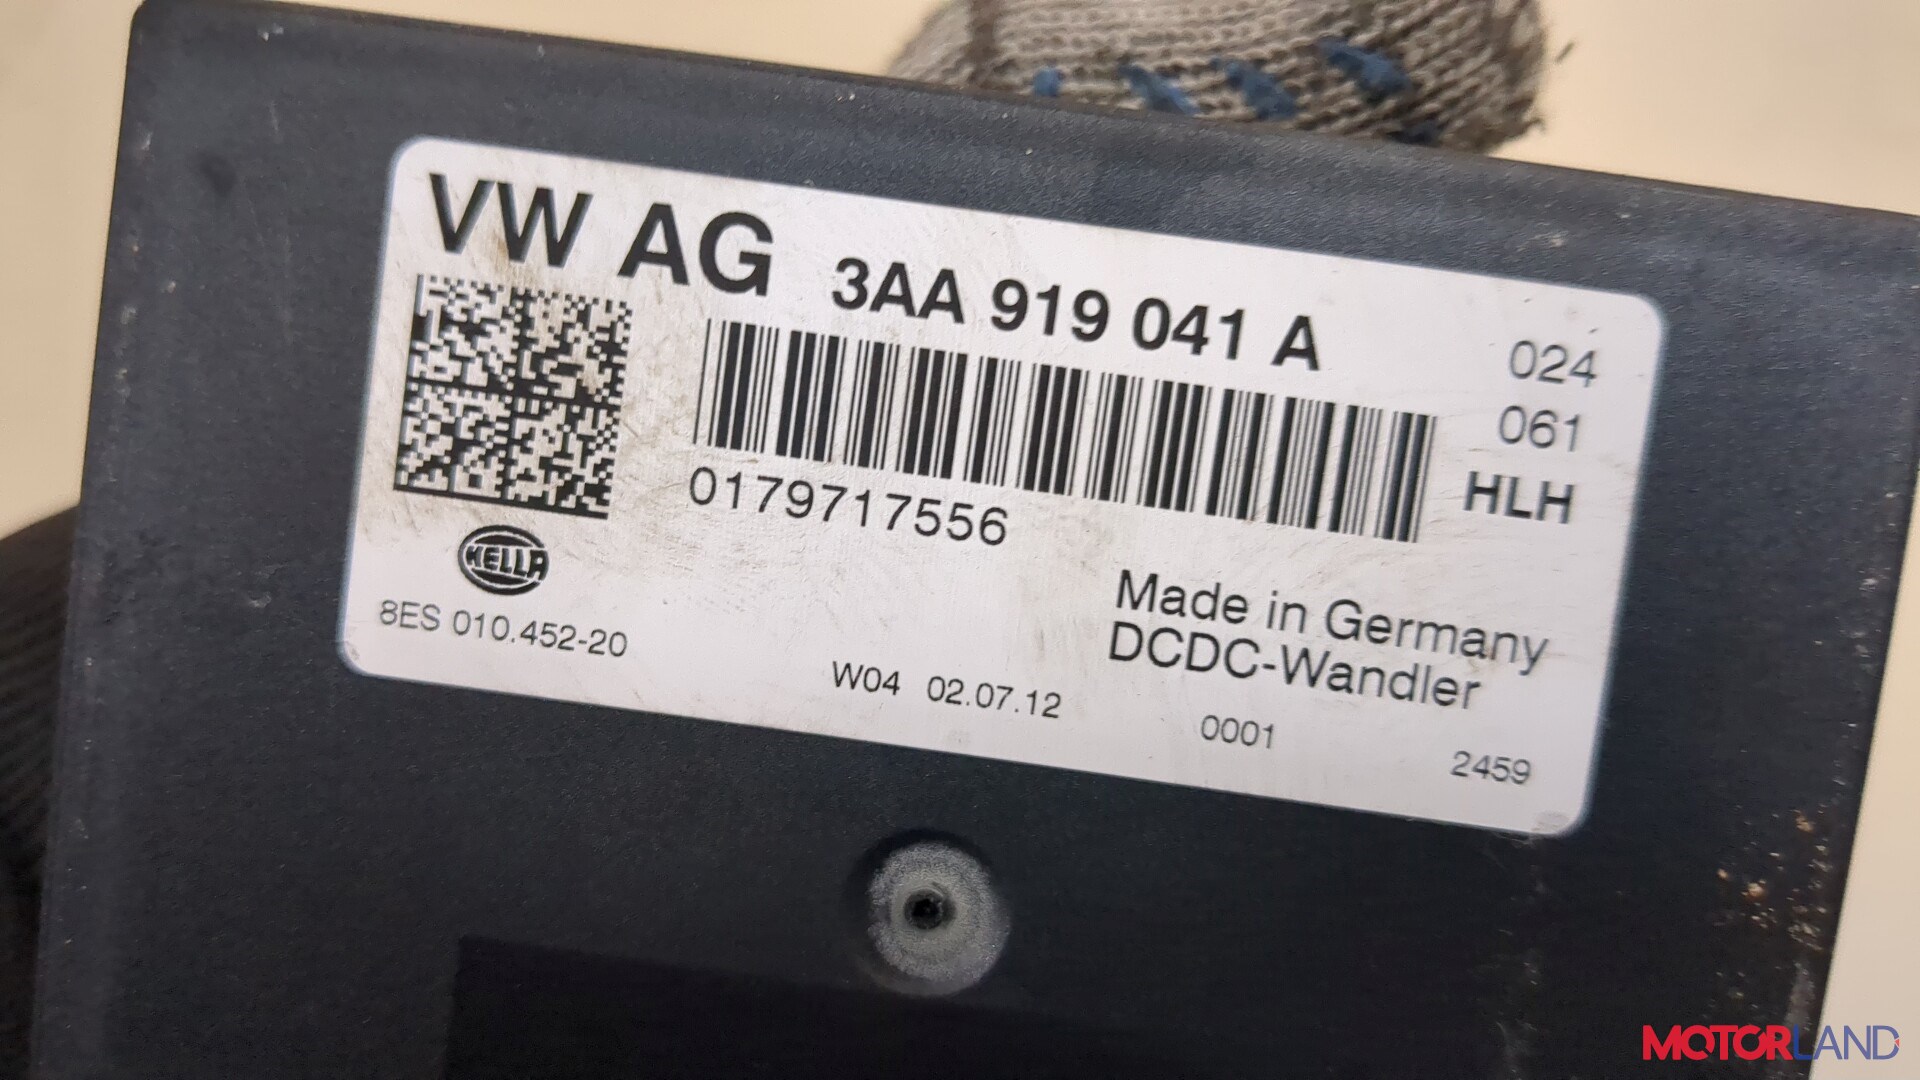 VW AG 3AA 919 041 A
024
061
HLH
0179717556
HELLA
8ES 010.452-20
Made in Germany
DCDC-Wandler
W04 02.07.12
0001
2459
MOTORLAND